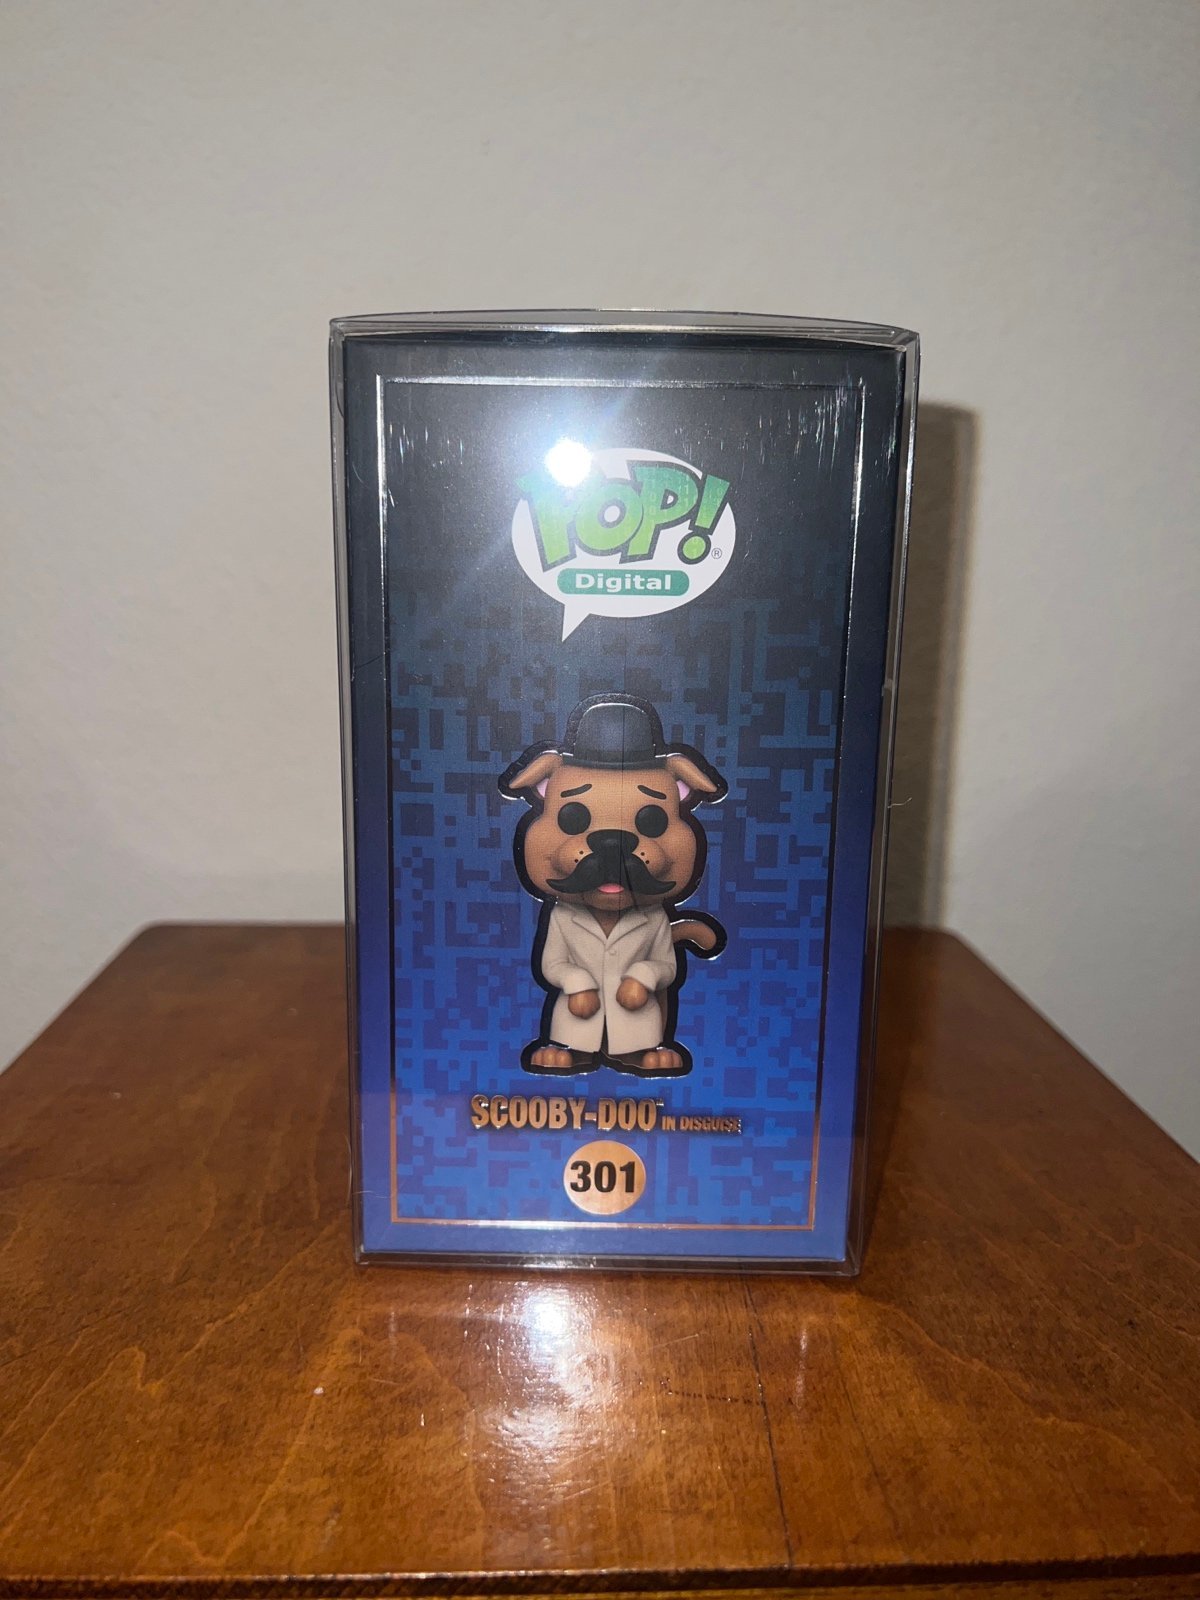 POP! ®
Digital
SCOOBY-DOO™ IN DISGUISE
301